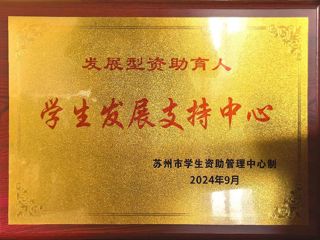 发展型资助育人
学生发展支持中心
苏州市学生资助管理中心制
2024年9月